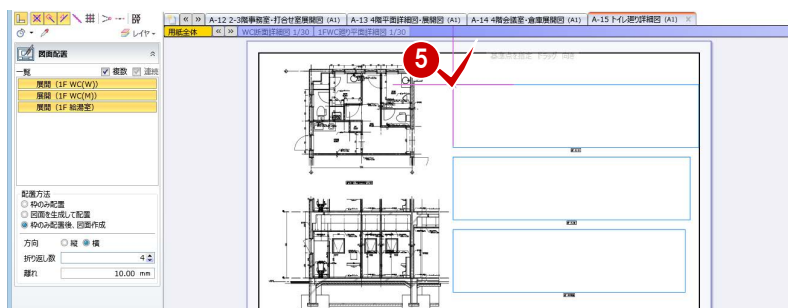 レイヤ
A-12 2-3階事務室・打合せ室展開図 (A1)
A-13 4階平面詳細図・展開図 (A1)
A-14 4階会議室・倉庫展開図 (A1)
A-15 トイレ廻り詳細図 (A1)
用紙全体
WC断面詳細図 1/30
1FWC廻り平面詳細図 1/30
図面配置
一覧
複数
連続
展開 (1F WC(W))
展開 (1F WC(M))
展開 (1F 給湯室)
配置方法
枠のみ配置
図面を生成して配置
枠のみ配置後、図面作成
方向
縦
横
折り返し数
4
離れ
10.00 mm
5
基準点を指定